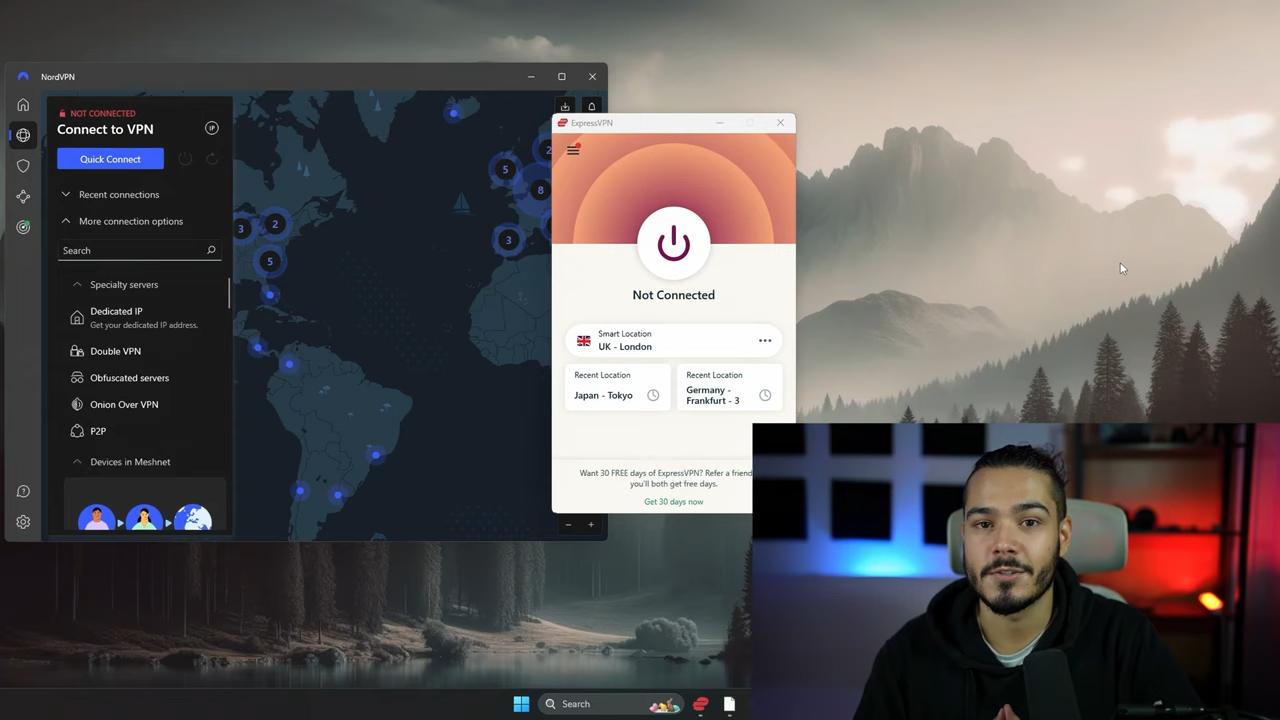 NordVPN
NOT CONNECTED
Connect to VPN
IP
Quick Connect
Recent connections
More connection options
Search
Specialty servers
Dedicated IP
Get your dedicated IP address.
Double VPN
Obfuscated servers
Onion Over VPN
P2P
Devices in Meshnet
3
2
5
5
2
8
3
ExpressVPN
Not Connected
Smart Location
UK - London
Recent Location
Japan - Tokyo
Recent Location
Germany -
Frankfurt - 3
Want 30 FREE days of ExpressVPN? Refer a friend
you'll both get free days.
Get 30 days now
Search